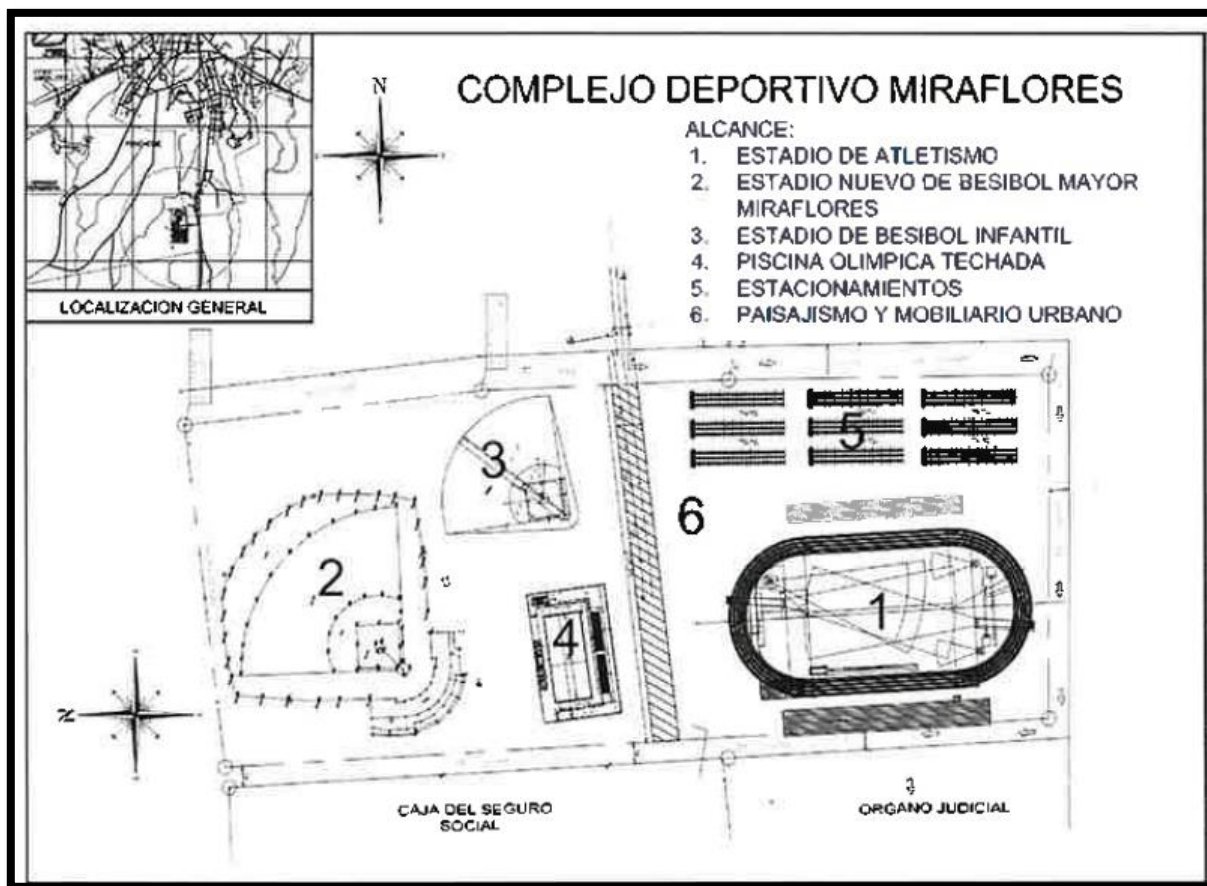 COMPLEJO DEPORTIVO MIRAFLORES
ALCANCE:
1. ESTADIO DE ATLETISMO
2. ESTADIO NUEVO DE BESIBOL MAYOR
MIRAFLORES
3. ESTADIO DE BESIBOL INFANTIL
4. PISCINA OLIMPICA TECHADA
5. ESTACIONAMIENTOS
6. PAISAJISMO Y MOBILIARIO URBANO
N
LOCALIZACION GENERAL
3
5
6
2
1
4
N
CAJA DEL SEGURO
SOCIAL
ORGANO JUDICIAL